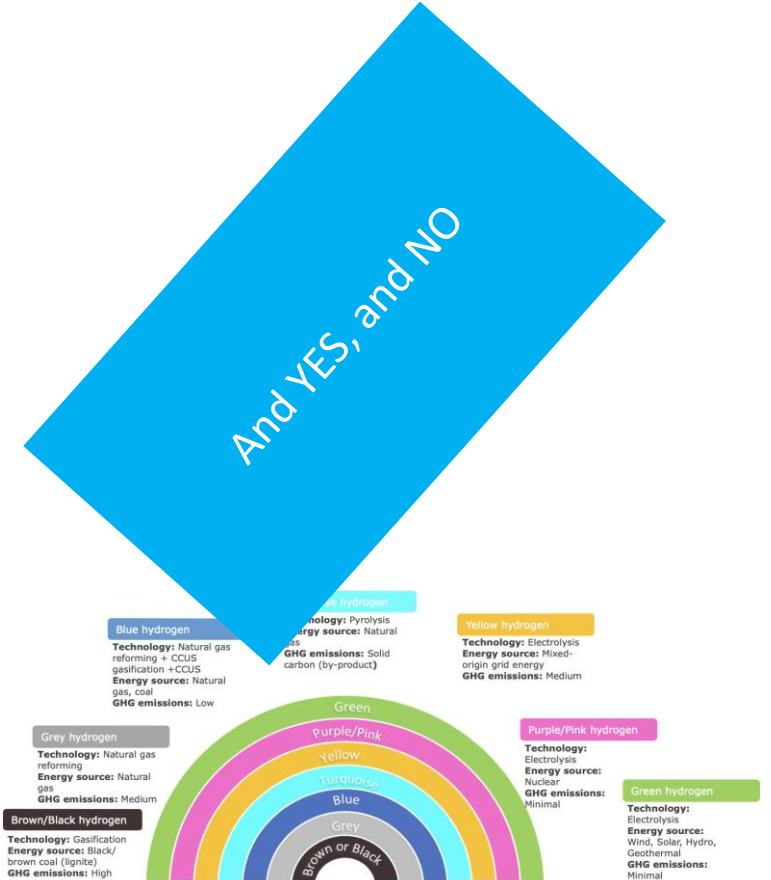 And YES, and NO
hydrogen
Blue hydrogen
Technology: Natural gas
reforming + CCUS
gasification +CCUS
Energy source: Natural
gas, coal
GHG emissions: Low
Pyrolysis
source: Natural
GHG emissions: Solid
carbon (by-product)
Yellow hydrogen
Technology: Electrolysis
Energy source: Mixed-
origin grid energy
GHG emissions: Medium
Grey hydrogen
Technology: Natural gas
reforming
Energy source: Natural
gas
GHG emissions: Medium
Brown/Black hydrogen
Technology: Gasification
Energy source: Black/
brown coal (lignite)
GHG emissions: High
Green
Purple/Pink
Yellow
Turquoise
Blue
Grey
Brown or Black
Purple/Pink hydrogen
Technology:
Electrolysis
Energy source:
Nuclear
GHG emissions:
Minimal
Green hydrogen
Technology:
Electrolysis
Energy source:
Wind, Solar, Hydro,
Geothermal
GHG emissions:
Minimal